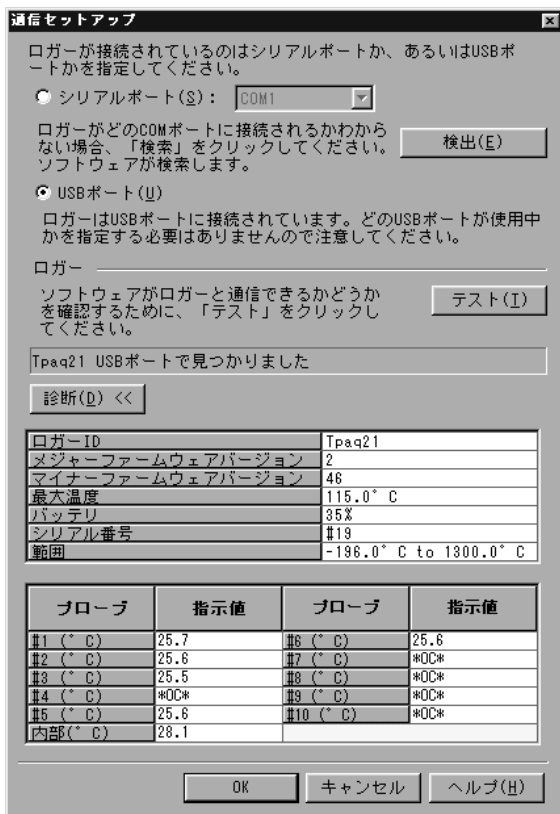 通信セットアップ
ロガーが接続されているのはシリアルポートか、あるいはUSBポ
ートかを指定してください。
シリアルポート(S): COM1
ロガーがどのCOMポートに接続されるかわから
ない場合、「検索」をクリックしてください。
ソフトウェアが検索します。
検出(E)
USBポート(U)
ロガーはUSBポートに接続されています。どのUSBポートが使用中
かを指定する必要はありませんので注意してください。
ロガー
ソフトウェアがロガーと通信できるかどうか
を確認するために、「テスト」をクリックし
てください。
テスト(T)
Tpaq21 USBポートで見つかりました
診断(D) <<
ロガーID Tpaq21
メジャーファームウェアバージョン 2
マイナーファームウェアバージョン 46
最大温度 115.0° C
バッテリ 35%
シリアル番号 #19
範囲 -196.0° C to 1300.0° C
プローブ 指示値 プローブ 指示値
#1 (° C) 25.7 #6 (° C) 25.6
#2 (° C) 25.6 #7 (° C) *OC*
#3 (° C) 25.5 #8 (° C) *OC*
#4 (° C) *OC* #9 (° C) *OC*
#5 (° C) 25.6 #10 (° C) *OC*
内部(° C) 28.1
OK キャンセル ヘルプ(H)